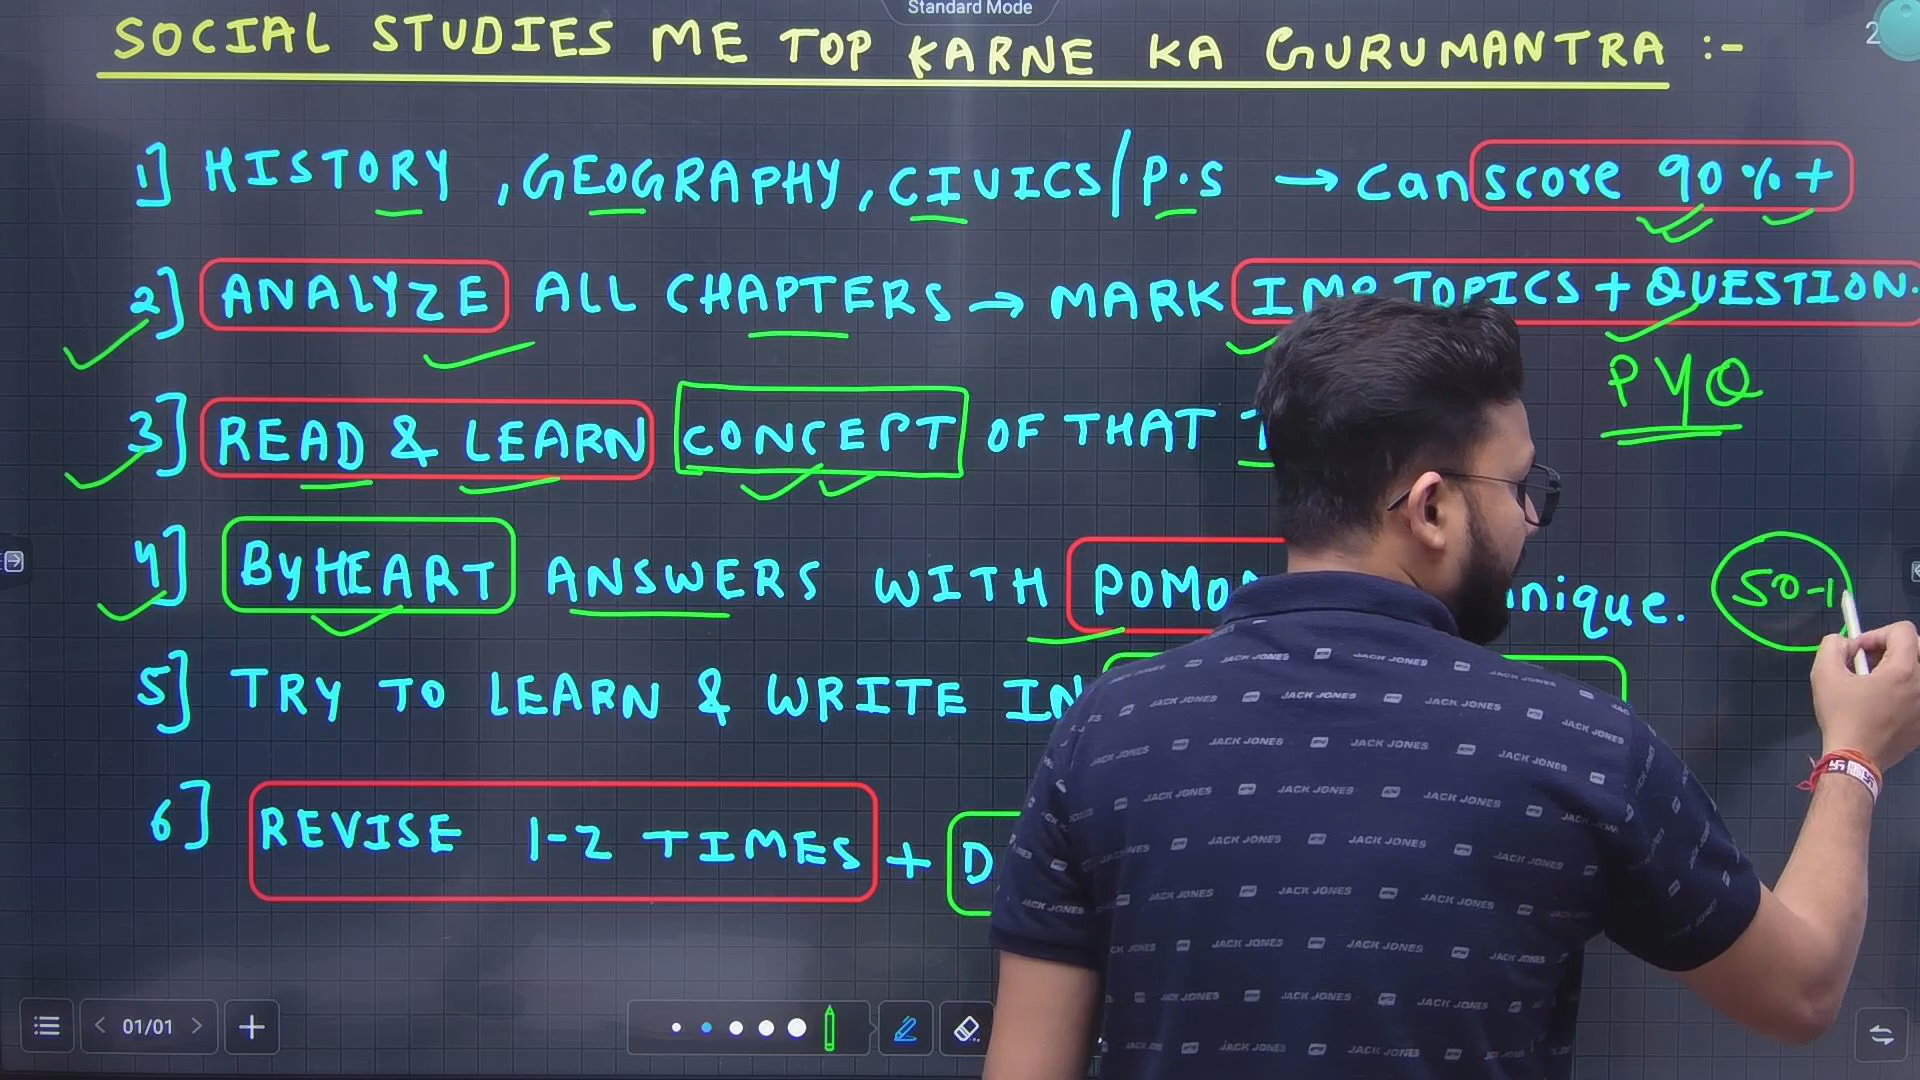 Standard Mode
2
SOCIAL STUDIES ME TOP KARNE KA GURUMANTRA :-
1] HISTORY , GEOGRAPHY, CIVICS/P.S → can score 90%+
2] ANALYZE ALL CHAPTERS → MARK IMP TOPICS + QUESTION.
PYQ
3] READ & LEARN CONCEPT OF THAT
4] BYHEART ANSWERS WITH POMO nique. 50-1
5] TRY TO LEARN & WRITE IN
6] REVISE 1-2 TIMES + D
JACK JONES
01/01